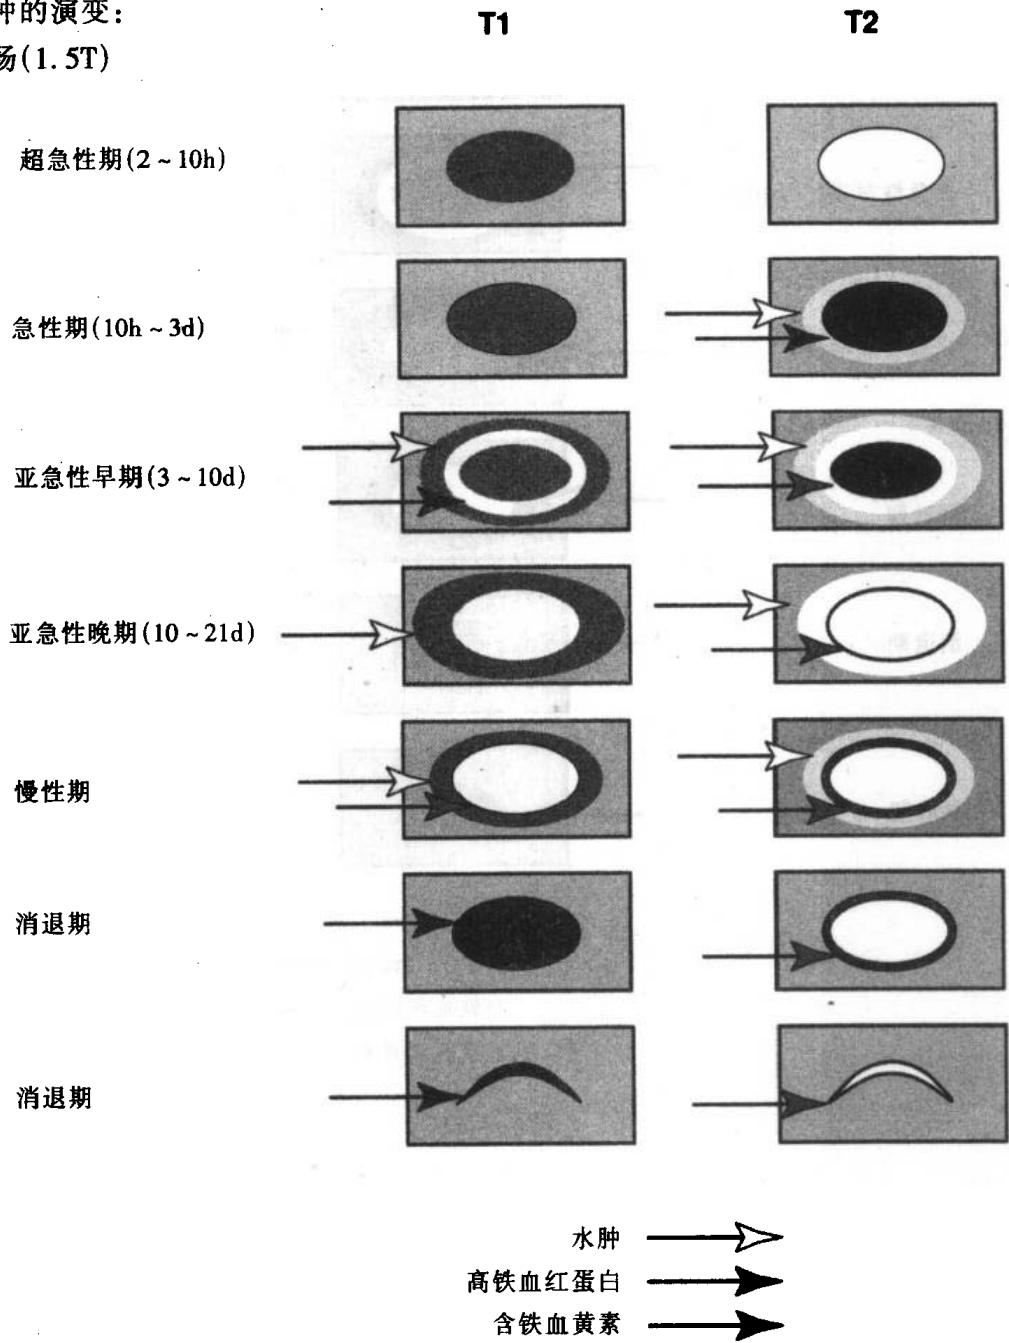 肿的演变：
场(1.5T)
T1
T2
超急性期(2~10h)
急性期(10h~3d)
亚急性早期(3~10d)
亚急性晚期(10~21d)
慢性期
消退期
消退期
水肿
高铁血红蛋白
含铁血黄素